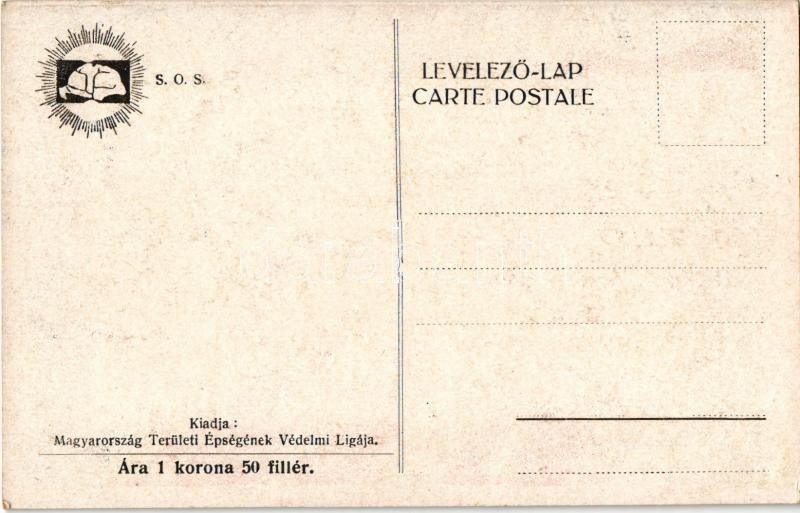 S. O. S.
LEVELEZŐ-LAP
CARTE POSTALE
Kiadja :
Magyarország Területi Épségének Védelmi Ligája.
Ára 1 korona 50 fillér.